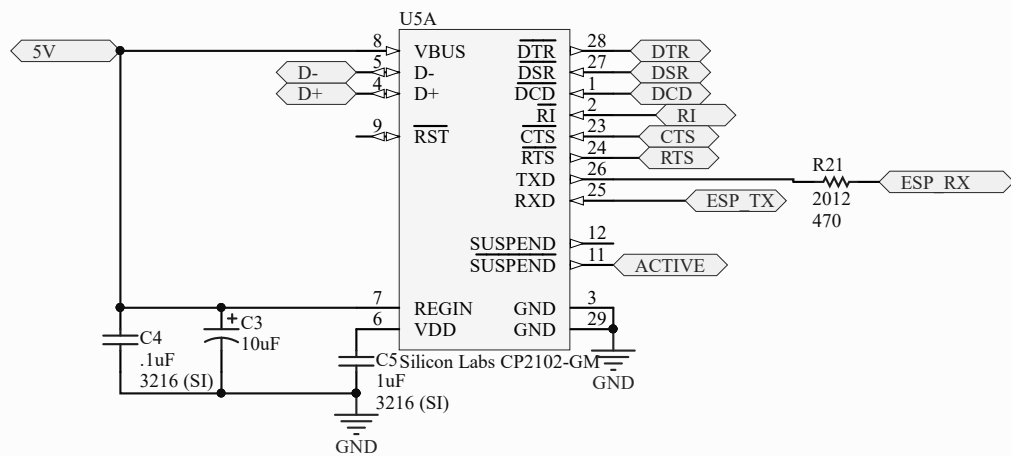 U5A
5V
8
VBUS
DTR
28
DTR
D-
5
D-
DSR
27
DSR
D+
4
D+
DCD
1
DCD
RI
2
RI
9
RST
CTS
23
CTS
RTS
24
RTS
TXD
26
R21
ESP_RX
2012
470
RXD
25
ESP_TX
SUSPEND
12
SUSPEND
11
ACTIVE
7
REGIN
GND
3
6
VDD
GND
29
C4
.1uF
3216 (SI)
+
C3
10uF
C5
1uF
3216 (SI)
Silicon Labs CP2102-GM
GND
GND